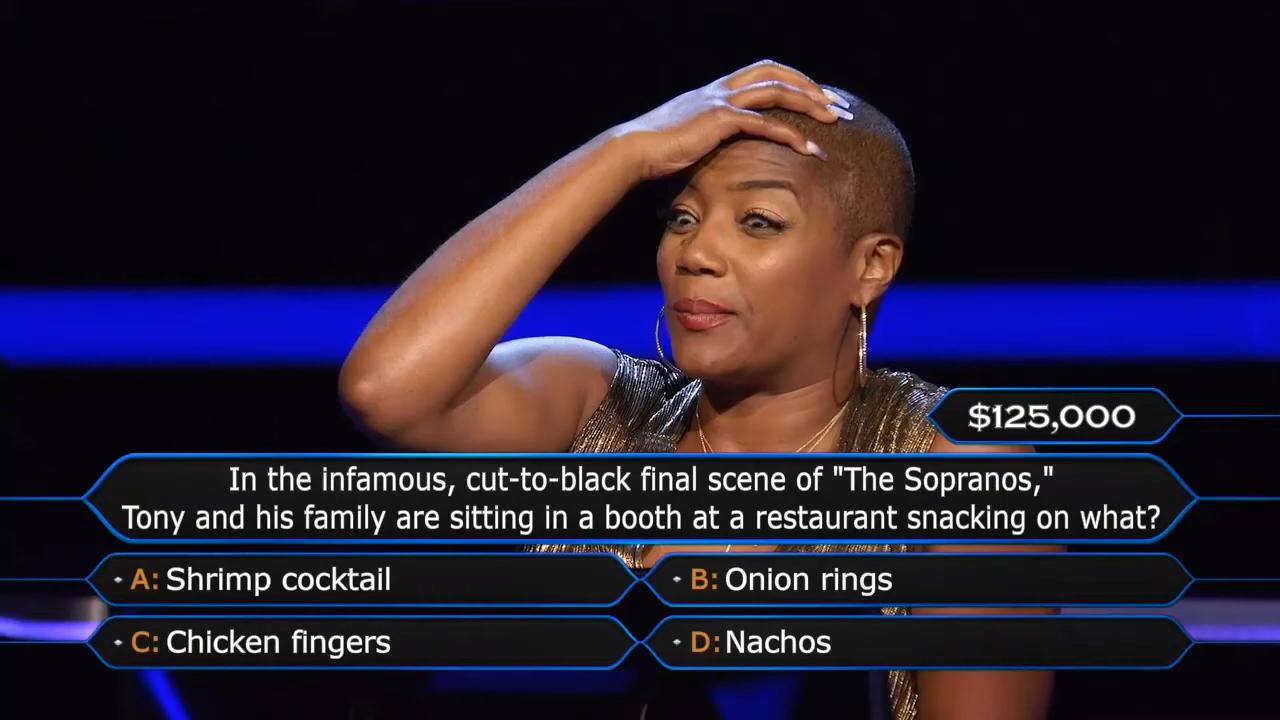 $125,000
In the infamous, cut-to-black final scene of "The Sopranos,"
Tony and his family are sitting in a booth at a restaurant snacking on what?
A: Shrimp cocktail
B: Onion rings
C: Chicken fingers
D: Nachos